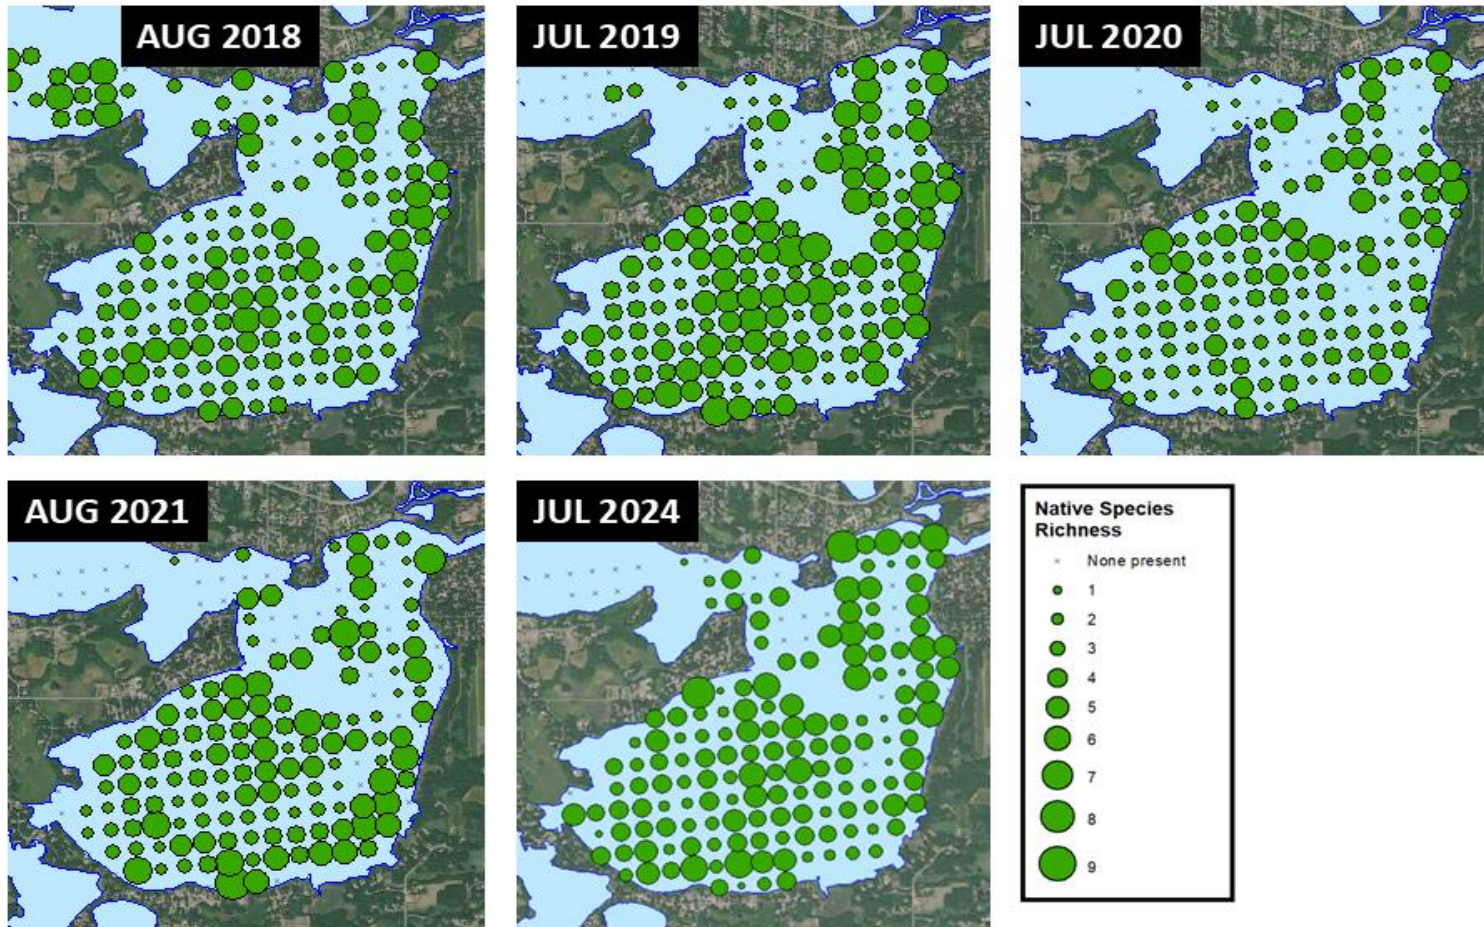 AUG 2018
JUL 2019
JUL 2020
AUG 2021
JUL 2024
Native Species
Richness
None present
1
2
3
4
5
6
7
8
9